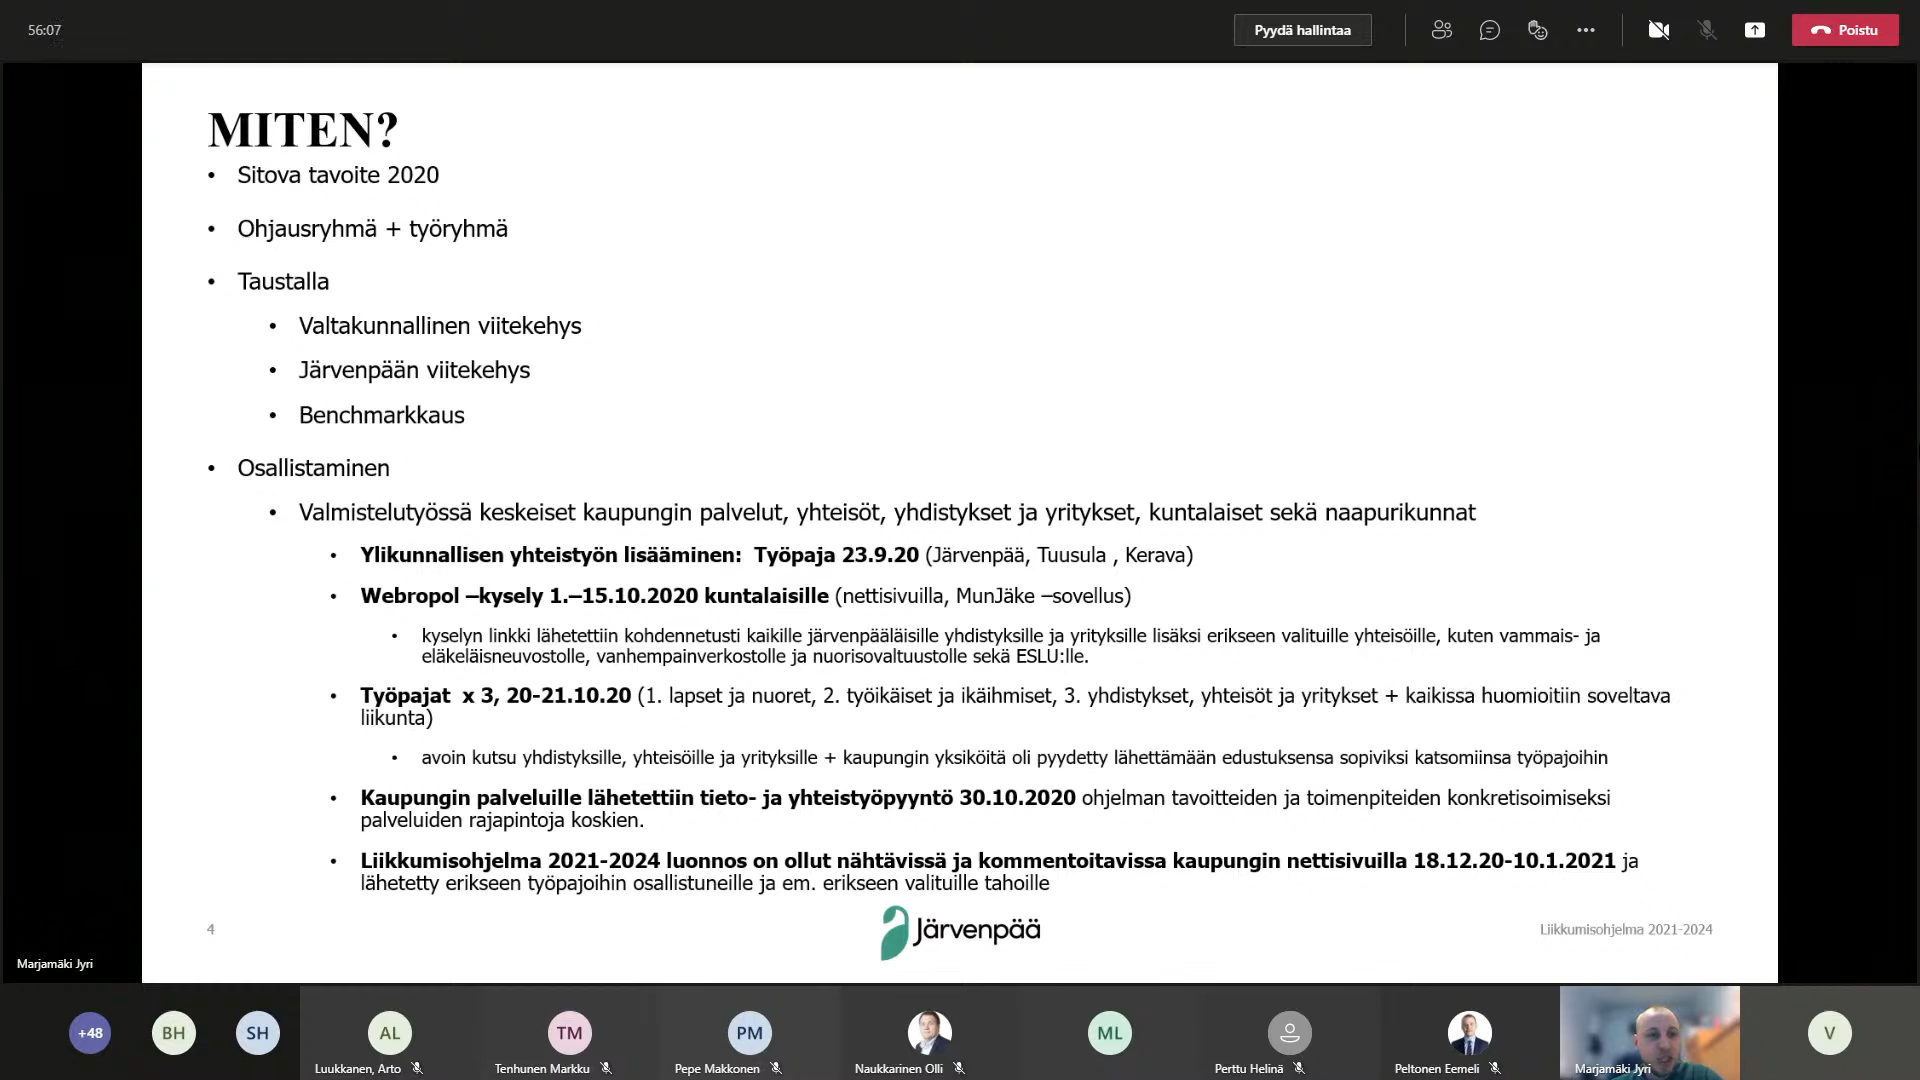 56:07
Pyydä hallintaa
Poistu
MITEN?
• Sitova tavoite 2020
• Ohjausryhmä + työryhmä
• Taustalla
• Valtakunnallinen viitekehys
• Järvenpään viitekehys
• Benchmarkkaus
• Osallistaminen
• Valmistelutyössä keskeiset kaupungin palvelut, yhteisöt, yhdistykset ja yritykset, kuntalaiset sekä naapurikunnat
• Ylikunnallisen yhteistyön lisääminen: Työpaja 23.9.20 (Järvenpää, Tuusula , Kerava)
• Webropol –kysely 1.–15.10.2020 kuntalaisille (nettisivuilla, MunJäke –sovellus)
• kyselyn linkki lähetettiin kohdennetusti kaikille järvenpääläisille yhdistyksille ja yrityksille lisäksi erikseen valituille yhteisöille, kuten vammais- ja
eläkeläisneuvostolle, vanhempainverkostolle ja nuorisovaltuustolle sekä ESLU:lle.
• Työpajat x 3, 20-21.10.20 (1. lapset ja nuoret, 2. työikäiset ja ikäihmiset, 3. yhdistykset, yhteisöt ja yritykset + kaikissa huomioitiin soveltava
liikunta)
• avoin kutsu yhdistyksille, yhteisöille ja yrityksille + kaupungin yksiköitä oli pyydetty lähettämään edustuksensa sopiviksi katsomiinsa työpajoihin
• Kaupungin palveluille lähetettiin tieto- ja yhteistyöpyyntö 30.10.2020 ohjelman tavoitteiden ja toimenpiteiden konkretisoimiseksi
palveluiden rajapintoja koskien.
• Liikkumisohjelma 2021-2024 luonnos on ollut nähtävissä ja kommentoitavissa kaupungin nettisivuilla 18.12.20-10.1.2021 ja
lähetetty erikseen työpajoihin osallistuneille ja em. erikseen valituille tahoille
4
Järvenpää
Liikkumisohjelma 2021-2024
Marjamäki Jyri
+48
BH
SH
AL
TM
PM
ML
V
Luukkanen, Arto
Tenhunen Markku
Pepe Makkonen
Naukkarinen Olli
Perttu Helinä
Peltonen Eemeli
Marjamäki Jyri